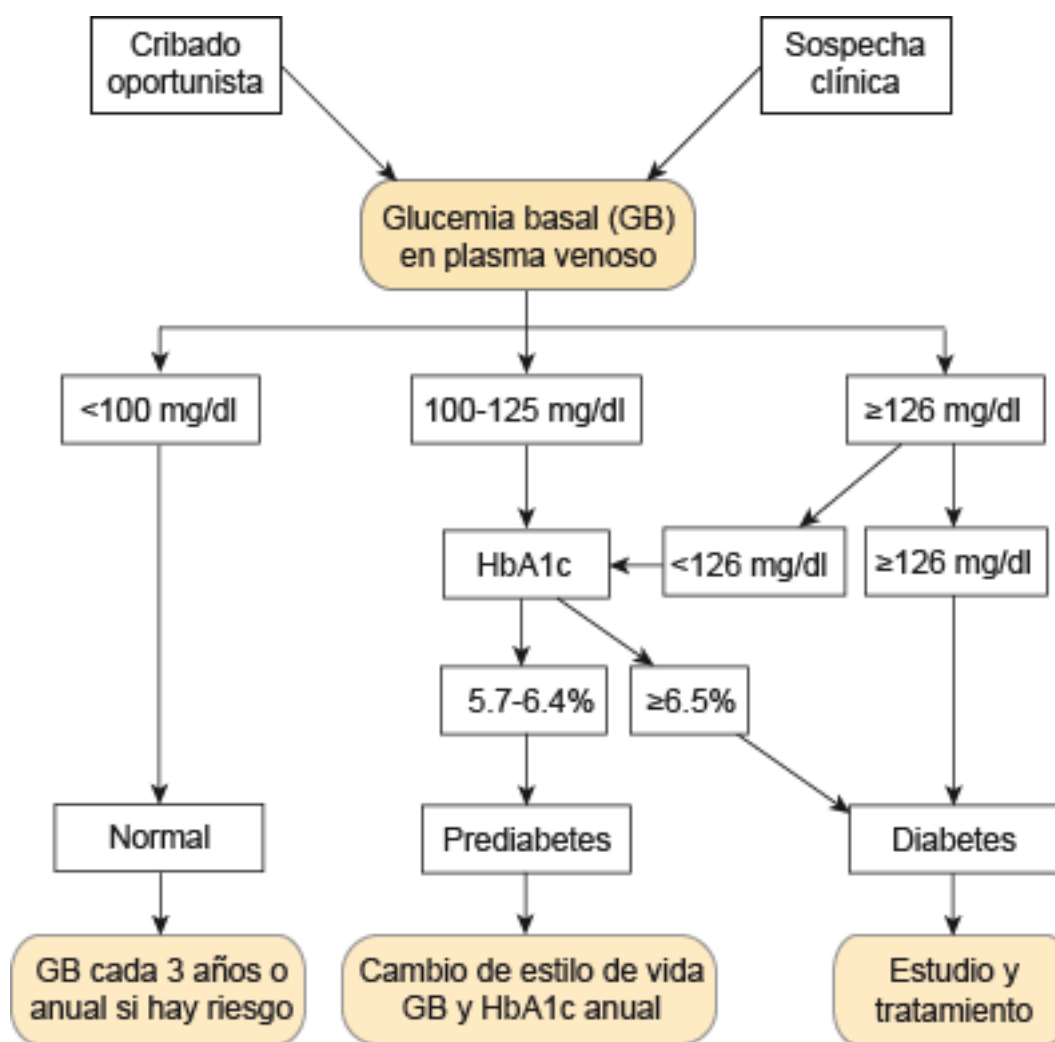 Cribado
oportunista
Sospecha
clínica
Glucemia basal (GB)
en plasma venoso
<100 mg/dl
100-125 mg/dl
≥126 mg/dl
HbA1c
<126 mg/dl
≥126 mg/dl
5.7-6.4%
≥6.5%
Normal
Prediabetes
Diabetes
GB cada 3 años o
anual si hay riesgo
Cambio de estilo de vida
GB y HbA1c anual
Estudio y
tratamiento